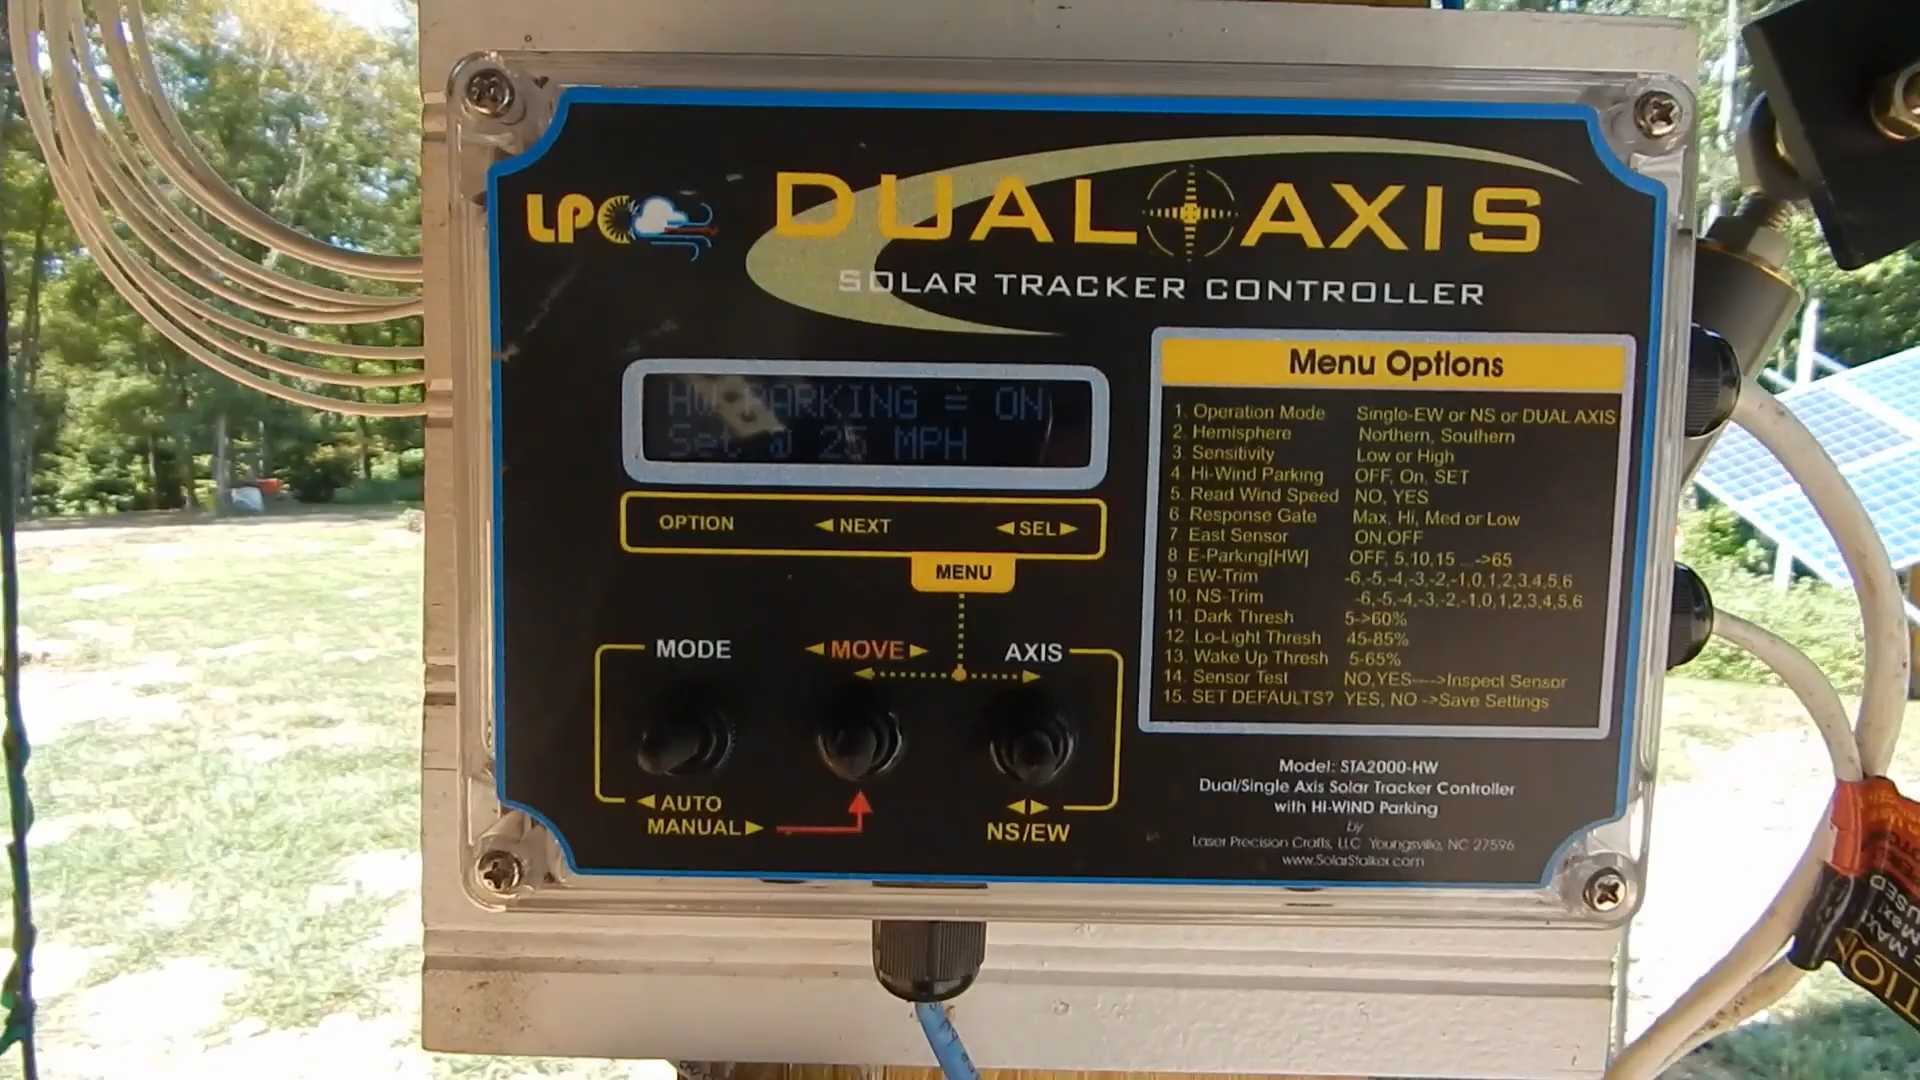 LPC
DUAL AXIS
SOLAR TRACKER CONTROLLER
HW PARKING = ON
Set @ 25 MPH
OPTION ◄NEXT ◄SEL►
MENU
MODE ◄MOVE► AXIS
◄AUTO
MANUAL►
◄►
NS/EW
Menu Options
1. Operation Mode Single-EW or NS or DUAL AXIS
2. Hemisphere Northern, Southern
3. Sensitivity Low or High
4. Hi-Wind Parking OFF, On, SET
5. Read Wind Speed NO, YES
6. Response Gate Max, Hi, Med or Low
7. East Sensor ON,OFF
8. E-Parking[HW] OFF, 5,10,15 ...->65
9. EW-Trim -6,-5,-4,-3,-2,-1,0,1,2,3,4,5,6
10. NS-Trim -6,-5,-4,-3,-2,-1,0,1,2,3,4,5,6
11. Dark Thresh 5->60%
12. Lo-Light Thresh 45-85%
13. Wake Up Thresh 5-65%
14. Sensor Test NO,YES---->Inspect Sensor
15. SET DEFAULTS? YES, NO ->Save Settings
Model: STA2000-HW
Dual/Single Axis Solar Tracker Controller
with HI-WIND Parking
by
Laser Precision Crafts, LLC Youngsville, NC 27596
www.SolarStalker.com